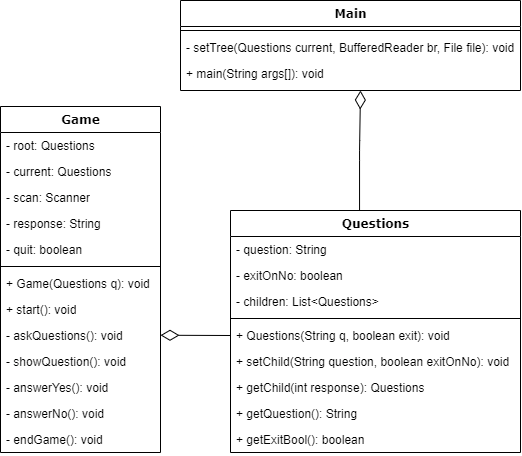 Main
- setTree(Questions current, BufferedReader br, File file): void
+ main(String args[]): void
Game
- root: Questions
- current: Questions
- scan: Scanner
- response: String
- quit: boolean
+ Game(Questions q): void
+ start(): void
- askQuestions(): void
- showQuestion(): void
- answerYes(): void
- answerNo(): void
- endGame(): void
Questions
- question: String
- exitOnNo: boolean
- children: List<Questions>
+ Questions(String q, boolean exit): void
+ setChild(String question, boolean exitOnNo): void
+ getChild(int response): Questions
+ getQuestion(): String
+ getExitBool(): boolean